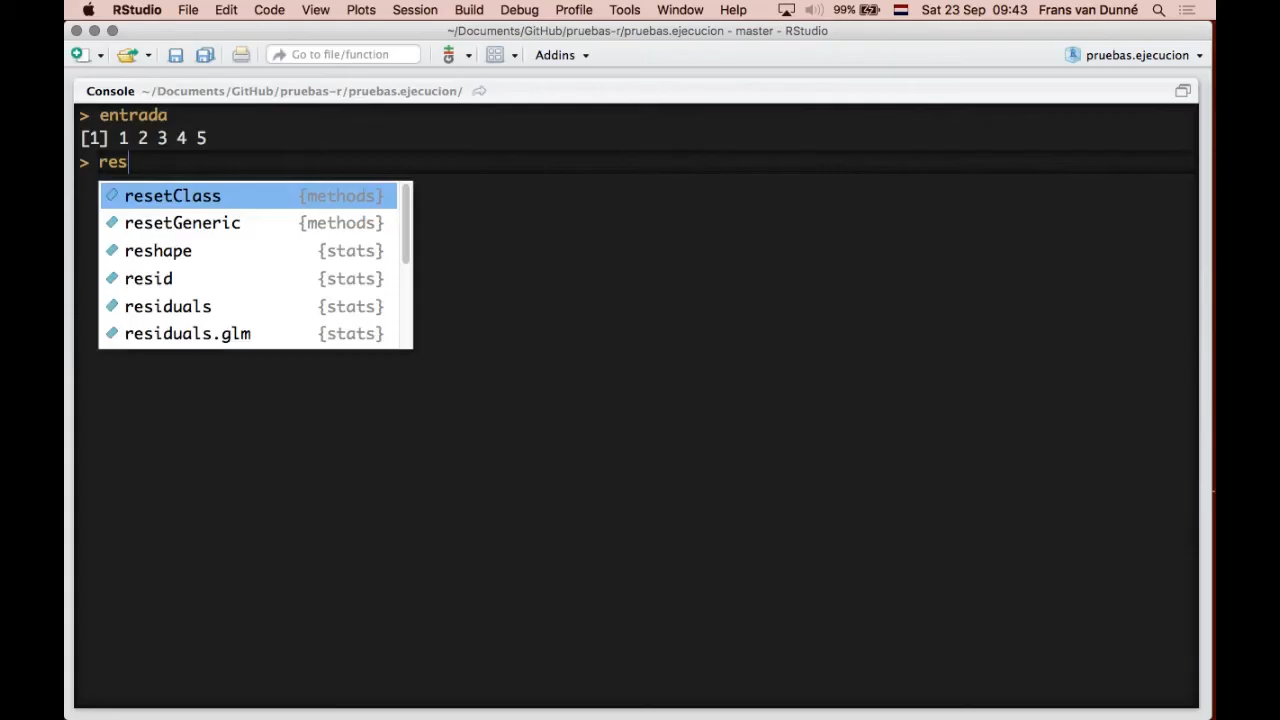 RStudio File Edit Code View Plots Session Build Debug Profile Tools Window Help 99% Sat 23 Sep 09:43 Frans van Dunné
~/Documents/GitHub/pruebas-r/pruebas.ejecucion - master - RStudio
Go to file/function Addins pruebas.ejecucion
Console ~/Documents/GitHub/pruebas-r/pruebas.ejecucion/
> entrada
[1] 1 2 3 4 5
> res
resetClass {methods}
resetGeneric {methods}
reshape {stats}
resid {stats}
residuals {stats}
residuals.glm {stats}